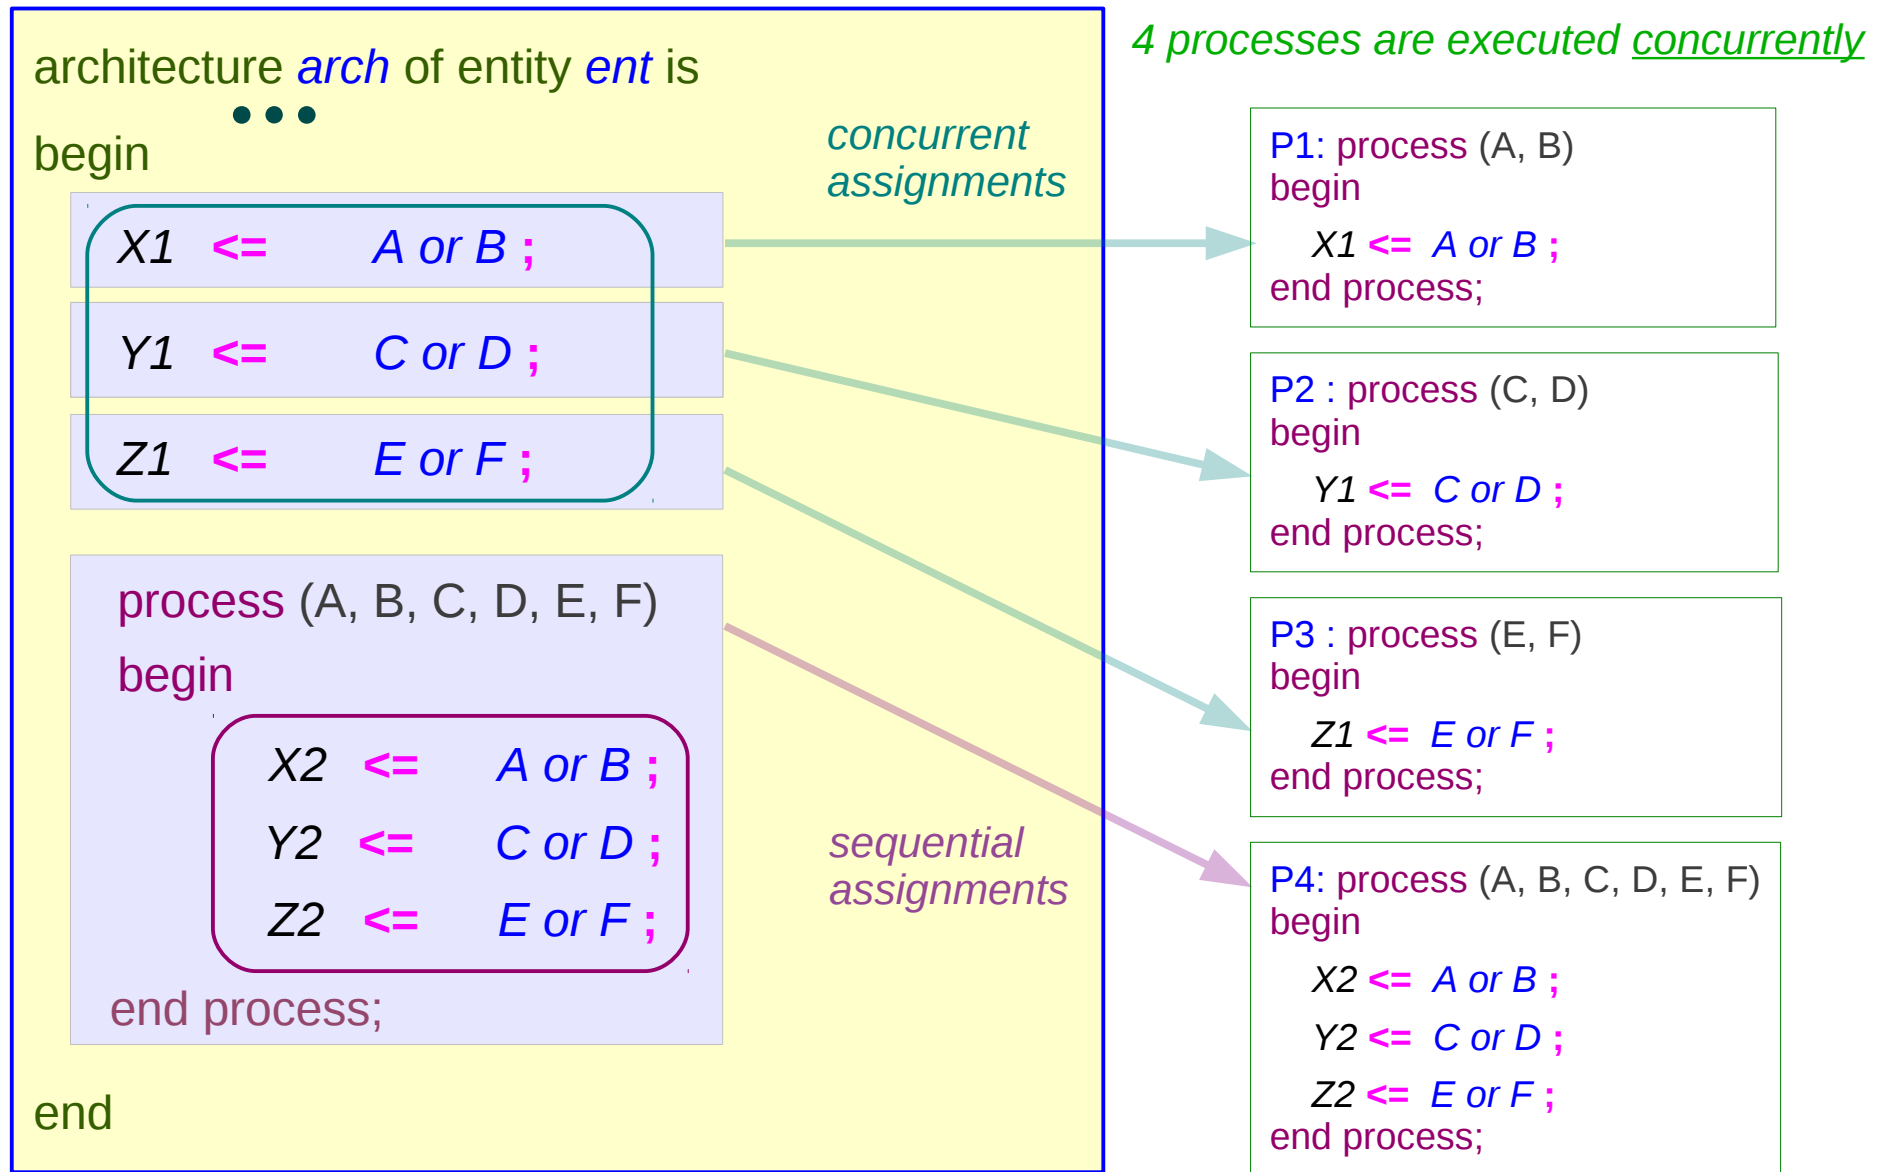 architecture arch of entity ent is
•••
begin
X1 <= A or B ;
Y1 <= C or D ;
Z1 <= E or F ;
process (A, B, C, D, E, F)
begin
X2 <= A or B ;
Y2 <= C or D ;
Z2 <= E or F ;
end process;
end
concurrent
assignments
sequential
assignments
4 processes are executed concurrently
P1: process (A, B)
begin
X1 <= A or B ;
end process;
P2 : process (C, D)
begin
Y1 <= C or D ;
end process;
P3 : process (E, F)
begin
Z1 <= E or F ;
end process;
P4: process (A, B, C, D, E, F)
begin
X2 <= A or B ;
Y2 <= C or D ;
Z2 <= E or F ;
end process;